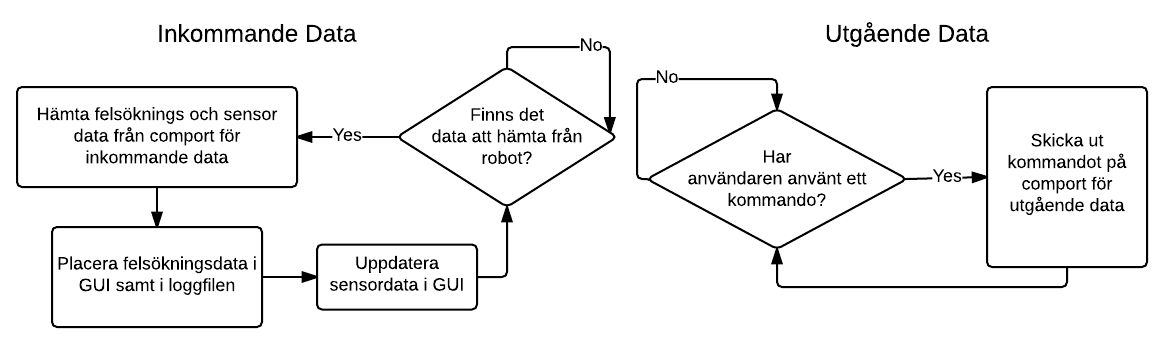 Inkommande Data
No
Finns det
data att hämta från
robot?
Yes
Hämta felsöknings och sensor
data från comport för
inkommande data
Placera felsökningsdata i
GUI samt i loggfilen
Uppdatera
sensordata i GUI
Utgående Data
No
Har
användaren använt ett
kommando?
Yes
Skicka ut
kommandot på
comport för
utgående data